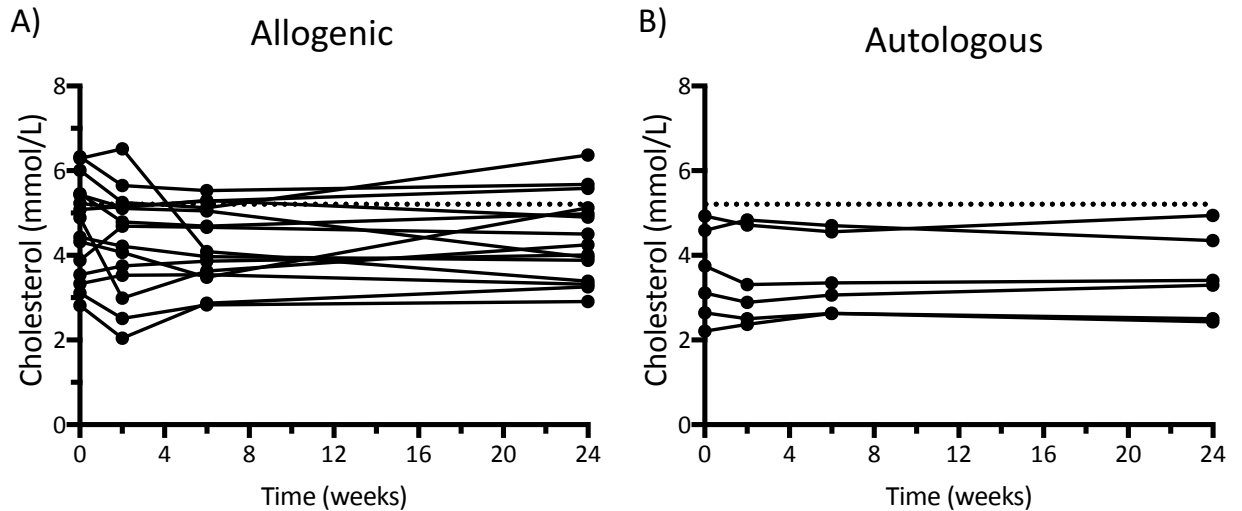 A)
Allogenic
Cholesterol (mmol/L)
8
6
4
2
0
0 4 8 12 16 20 24
Time (weeks)
B)
Autologous
Cholesterol (mmol/L)
8
6
4
2
0
0 4 8 12 16 20 24
Time (weeks)